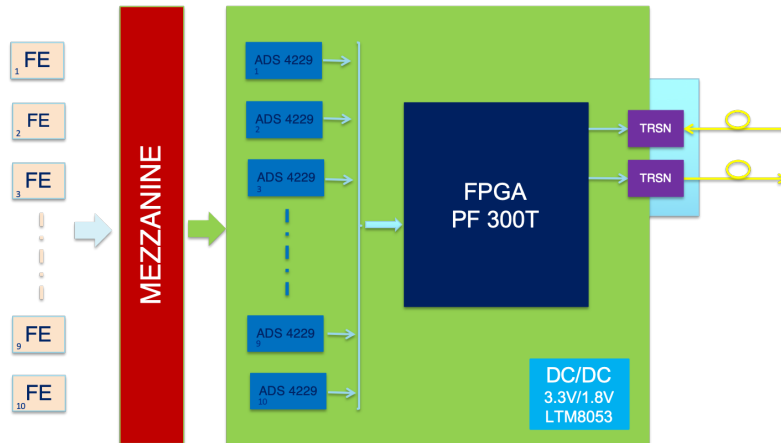 FE
1
FE
2
FE
3
FE
9
FE
10
MEZZANINE
ADS 4229
1
ADS 4229
2
ADS 4229
3
ADS 4229
9
ADS 4229
10
FPGA
PF 300T
TRSN
TRSN
DC/DC
3.3V/1.8V
LTM8053